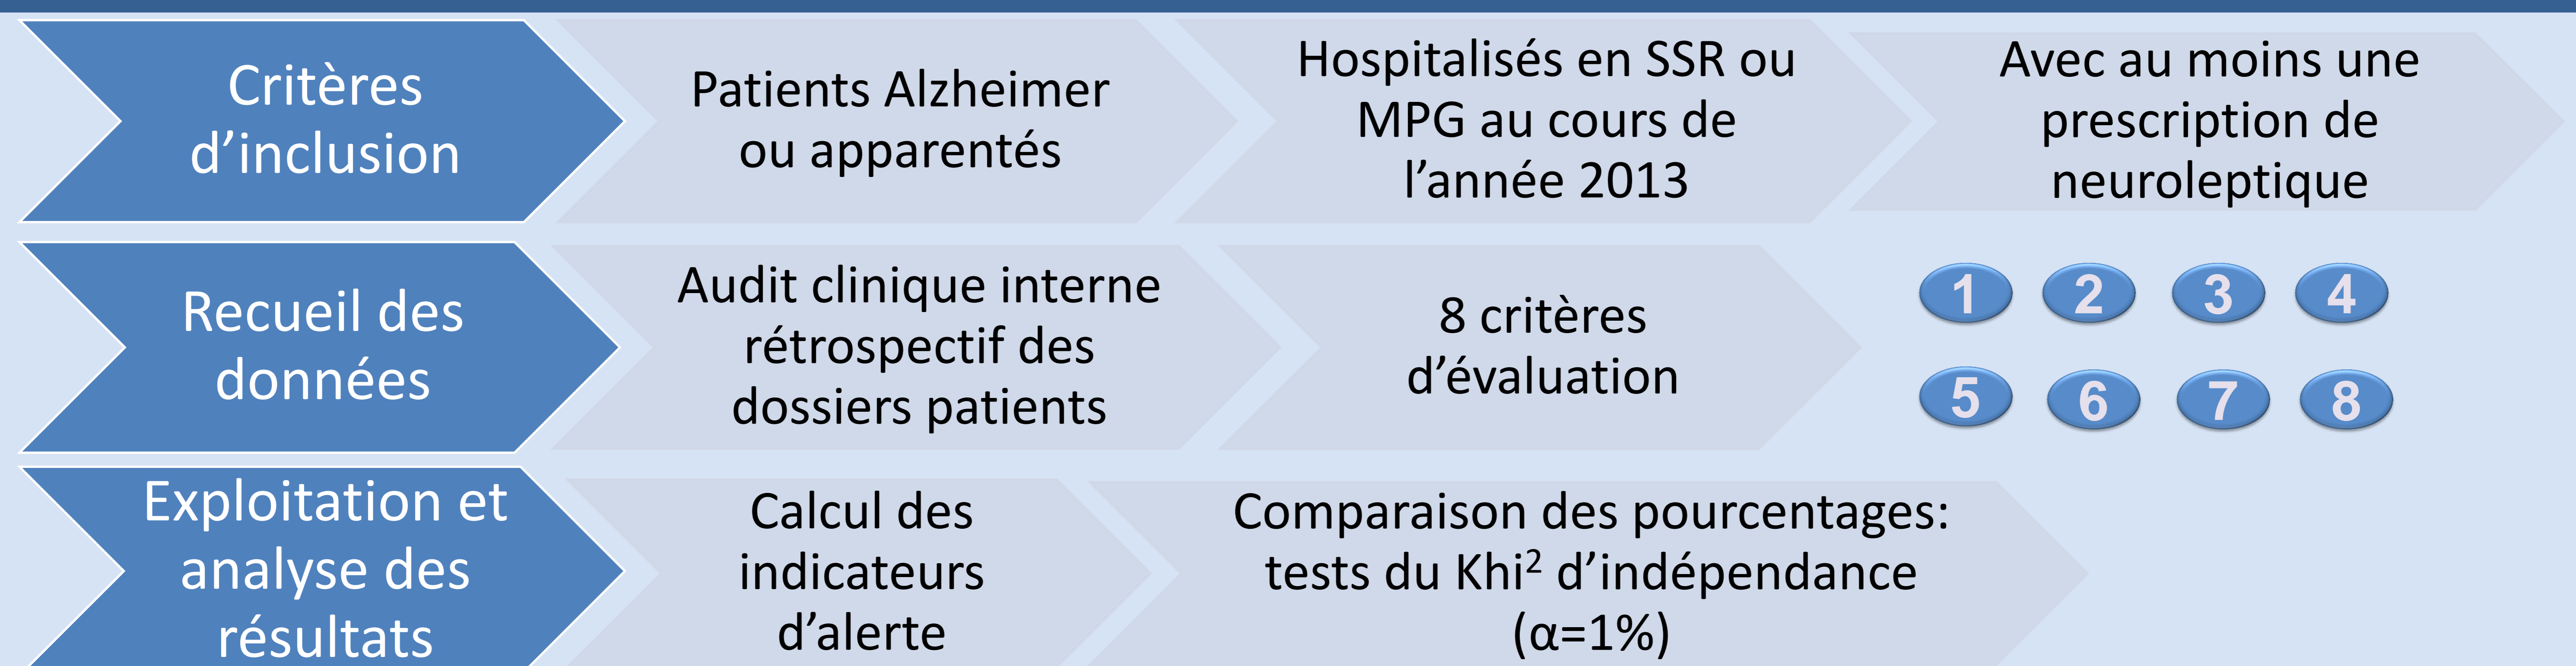 Critères
d’inclusion
Patients Alzheimer
ou apparentés
Hospitalisés en SSR ou
MPG au cours de
l’année 2013
Avec au moins une
prescription de
neuroleptique
Recueil des
données
Audit clinique interne
rétrospectif des
dossiers patients
8 critères
d’évaluation
1 2 3 4
5 6 7 8
Exploitation et
analyse des
résultats
Calcul des
indicateurs
d’alerte
Comparaison des pourcentages:
tests du Khi² d’indépendance
(α=1%)